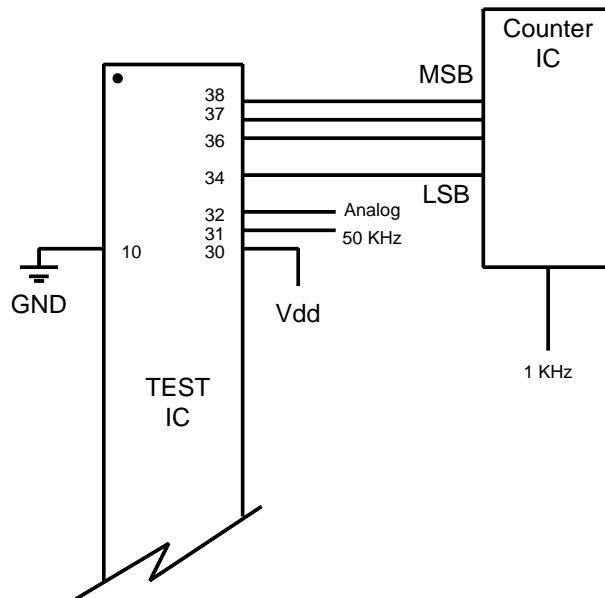 Counter
IC
MSB
38
37
36
34
LSB
32
Analog
31
50 KHz
10
30
GND
Vdd
1 KHz
TEST
IC